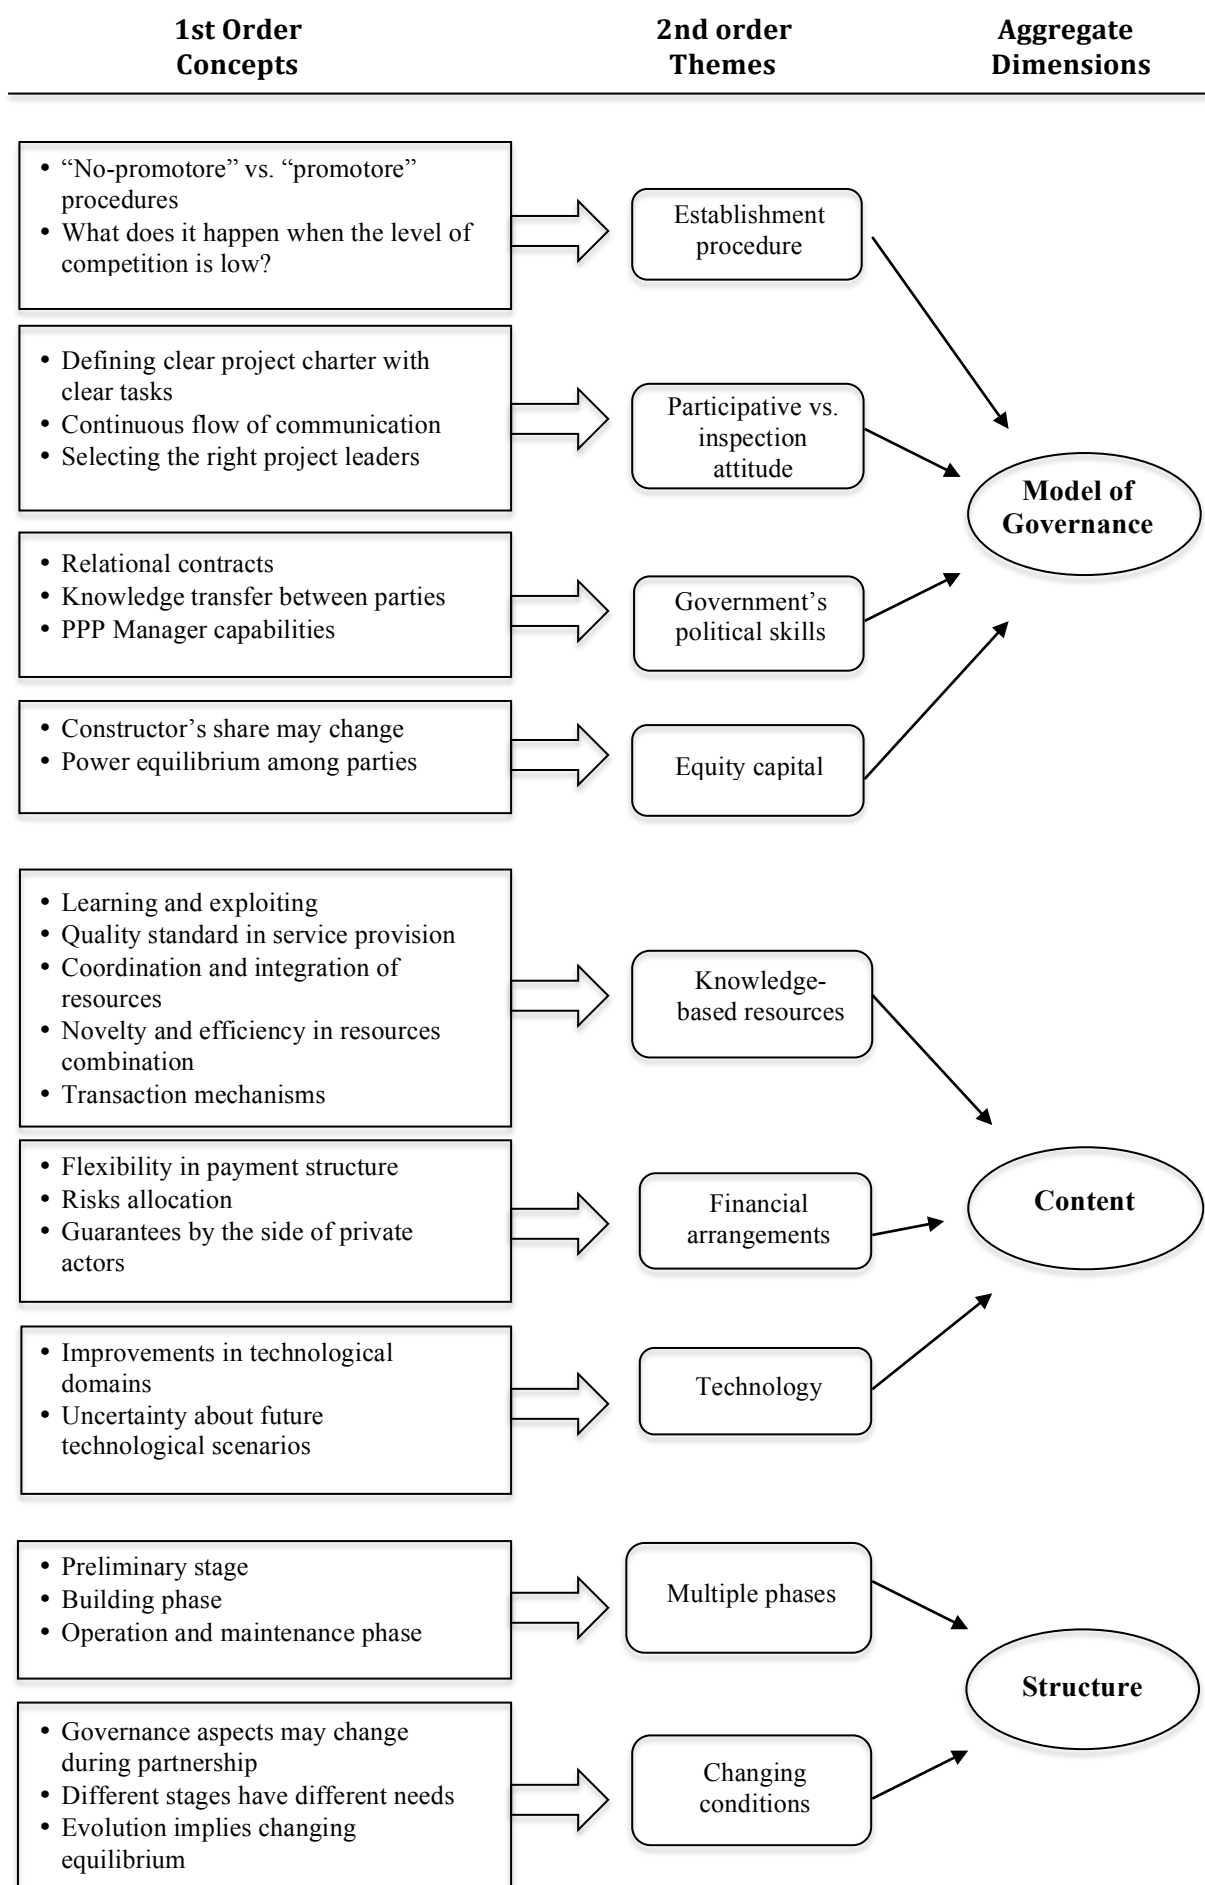 1st Order
Concepts
2nd order
Themes
Aggregate
Dimensions
• “No-promotore” vs. “promotore”
procedures
• What does it happen when the level of
competition is low?
Establishment
procedure
• Defining clear project charter with
clear tasks
• Continuous flow of communication
• Selecting the right project leaders
Participative vs.
inspection
attitude
Model of
Governance
• Relational contracts
• Knowledge transfer between parties
• PPP Manager capabilities
Government’s
political skills
• Constructor’s share may change
• Power equilibrium among parties
Equity capital
• Learning and exploiting
• Quality standard in service provision
• Coordination and integration of
resources
• Novelty and efficiency in resources
combination
• Transaction mechanisms
Knowledge-
based resources
• Flexibility in payment structure
• Risks allocation
• Guarantees by the side of private
actors
Financial
arrangements
Content
• Improvements in technological
domains
• Uncertainty about future
technological scenarios
Technology
• Preliminary stage
• Building phase
• Operation and maintenance phase
Multiple phases
Structure
• Governance aspects may change
during partnership
• Different stages have different needs
• Evolution implies changing
equilibrium
Changing
conditions